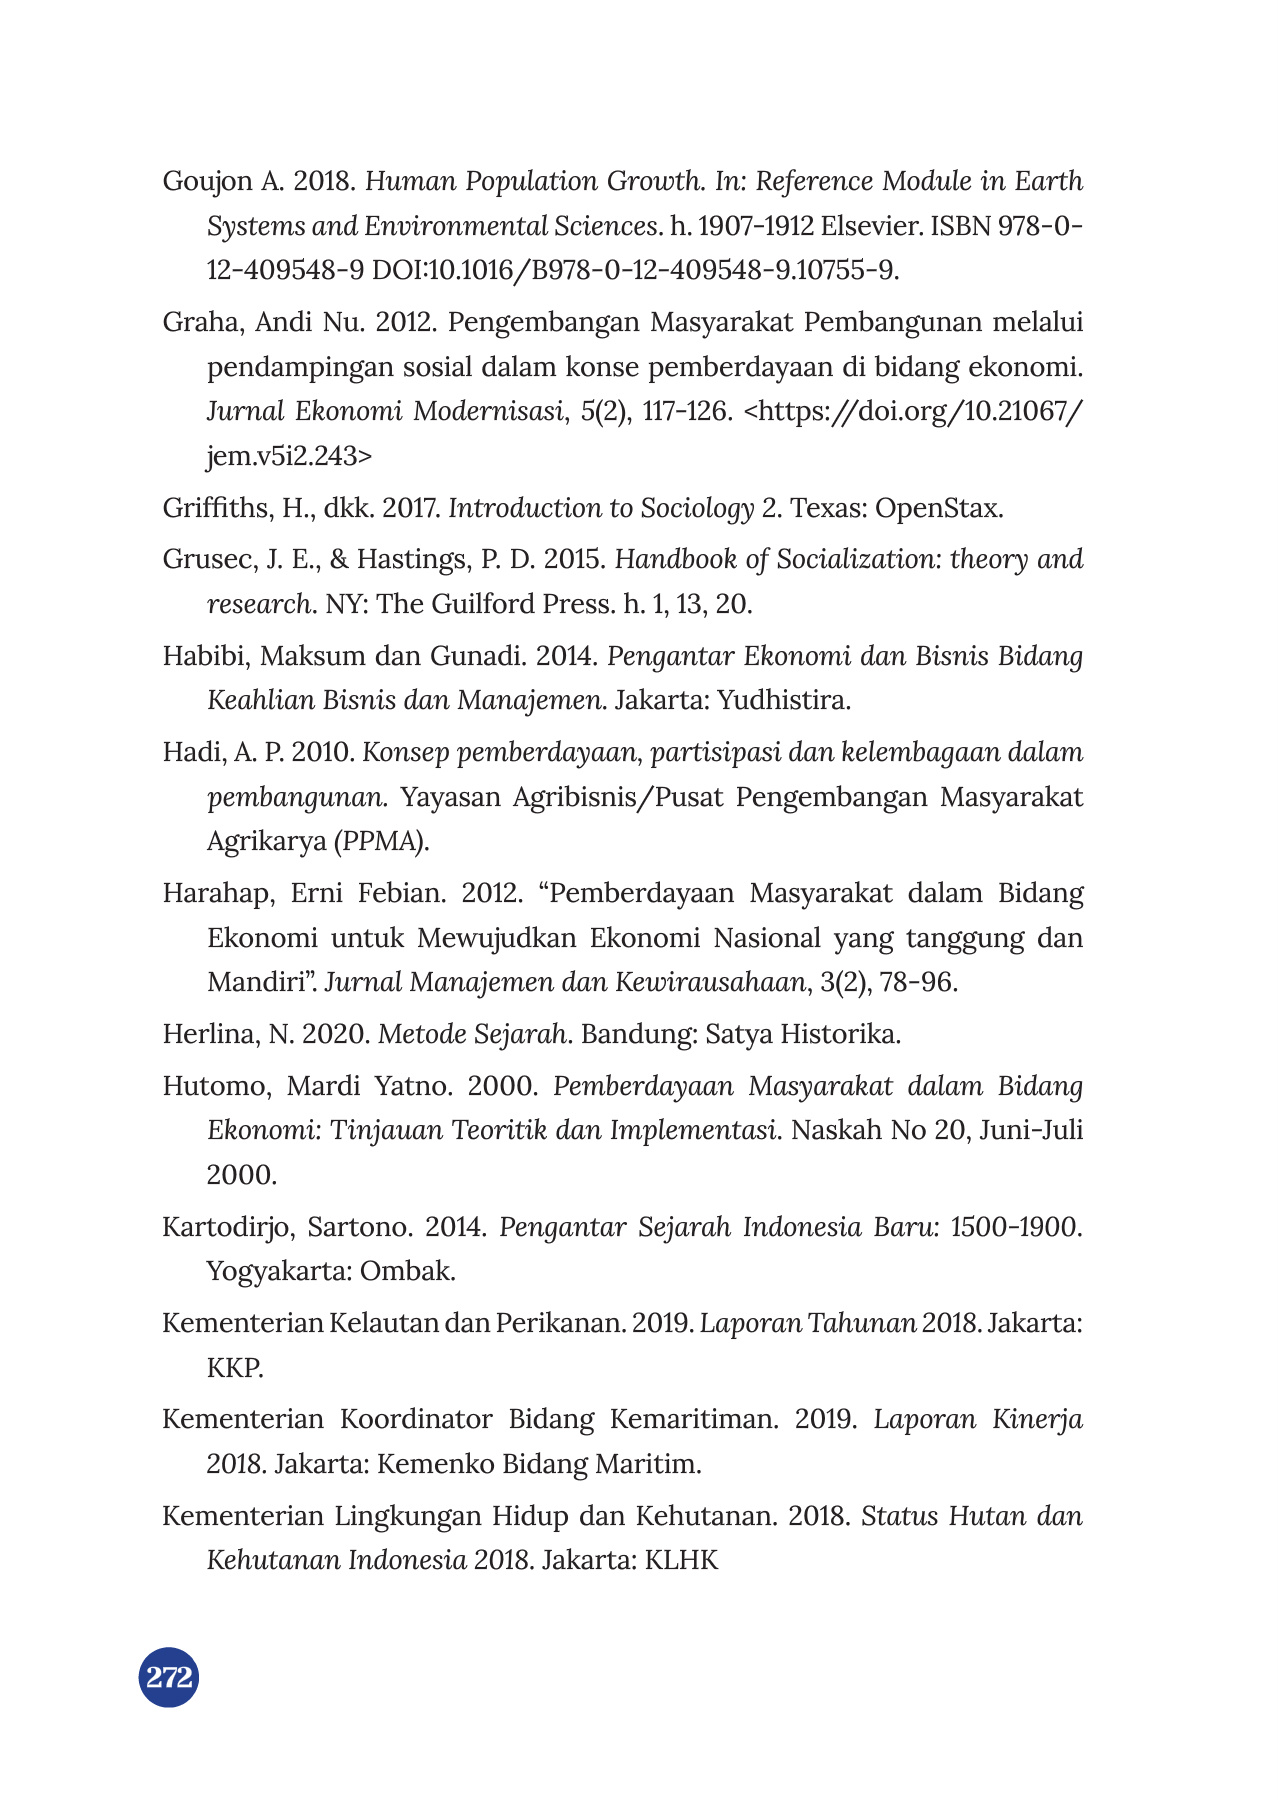 Goujon A. 2018. Human Population Growth. In: Reference Module in Earth
Systems and Environmental Sciences. h. 1907-1912 Elsevier. ISBN 978-0-
12-409548-9 DOI:10.1016/B978-0-12-409548-9.10755-9.
Graha, Andi Nu. 2012. Pengembangan Masyarakat Pembangunan melalui
pendampingan sosial dalam konse pemberdayaan di bidang ekonomi.
Jurnal Ekonomi Modernisasi, 5(2), 117-126. <https://doi.org/10.21067/
jem.v5i2.243>
Griffiths, H., dkk. 2017. Introduction to Sociology 2. Texas: OpenStax.
Grusec, J. E., & Hastings, P. D. 2015. Handbook of Socialization: theory and
research. NY: The Guilford Press. h. 1, 13, 20.
Habibi, Maksum dan Gunadi. 2014. Pengantar Ekonomi dan Bisnis Bidang
Keahlian Bisnis dan Manajemen. Jakarta: Yudhistira.
Hadi, A. P. 2010. Konsep pemberdayaan, partisipasi dan kelembagaan dalam
pembangunan. Yayasan Agribisnis/Pusat Pengembangan Masyarakat
Agrikarya (PPMA).
Harahap, Erni Febian. 2012. “Pemberdayaan Masyarakat dalam Bidang
Ekonomi untuk Mewujudkan Ekonomi Nasional yang tanggung dan
Mandiri”. Jurnal Manajemen dan Kewirausahaan, 3(2), 78-96.
Herlina, N. 2020. Metode Sejarah. Bandung: Satya Historika.
Hutomo, Mardi Yatno. 2000. Pemberdayaan Masyarakat dalam Bidang
Ekonomi: Tinjauan Teoritik dan Implementasi. Naskah No 20, Juni-Juli
2000.
Kartodirjo, Sartono. 2014. Pengantar Sejarah Indonesia Baru: 1500-1900.
Yogyakarta: Ombak.
Kementerian Kelautan dan Perikanan. 2019. Laporan Tahunan 2018. Jakarta:
KKP.
Kementerian Koordinator Bidang Kemaritiman. 2019. Laporan Kinerja
2018. Jakarta: Kemenko Bidang Maritim.
Kementerian Lingkungan Hidup dan Kehutanan. 2018. Status Hutan dan
Kehutanan Indonesia 2018. Jakarta: KLHK
272